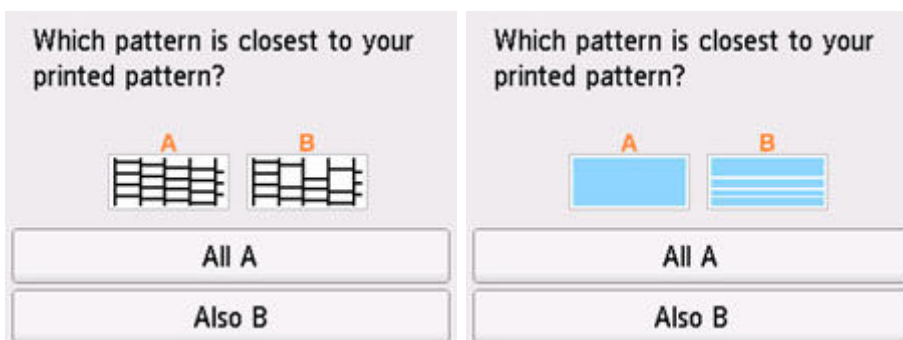 Which pattern is closest to your
printed pattern?
A B
All A
Also B
Which pattern is closest to your
printed pattern?
A B
All A
Also B